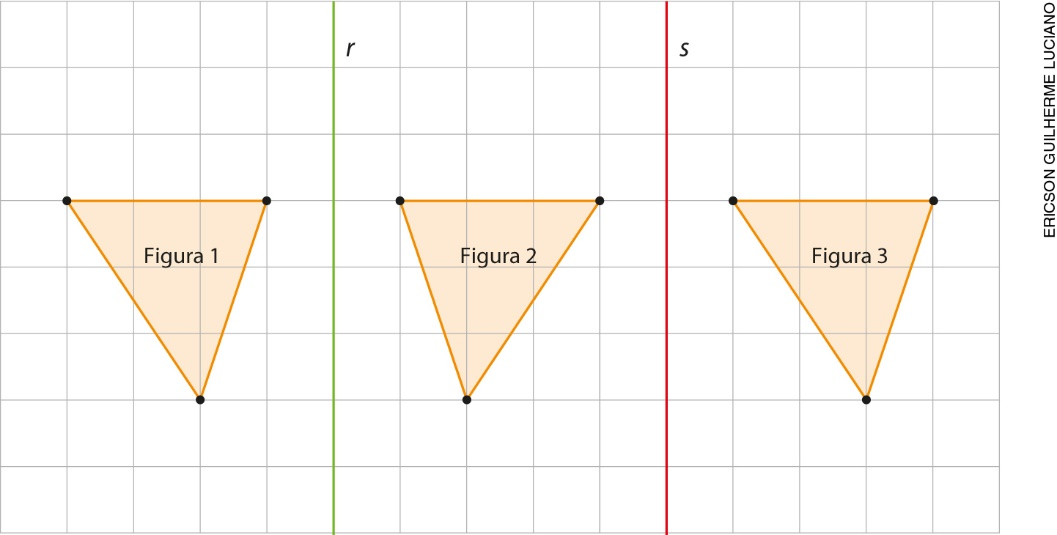 r
s
Figura 1
Figura 2
Figura 3
ERICSON GUILHERME LUCIANO